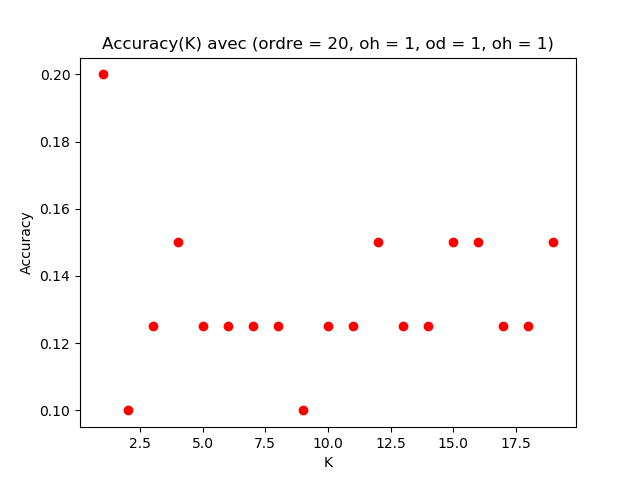 Accuracy(K) avec (ordre = 20, oh = 1, od = 1, oh = 1)
0.20
0.18
0.16
0.14
0.12
0.10
Accuracy
2.5 5.0 7.5 10.0 12.5 15.0 17.5
K